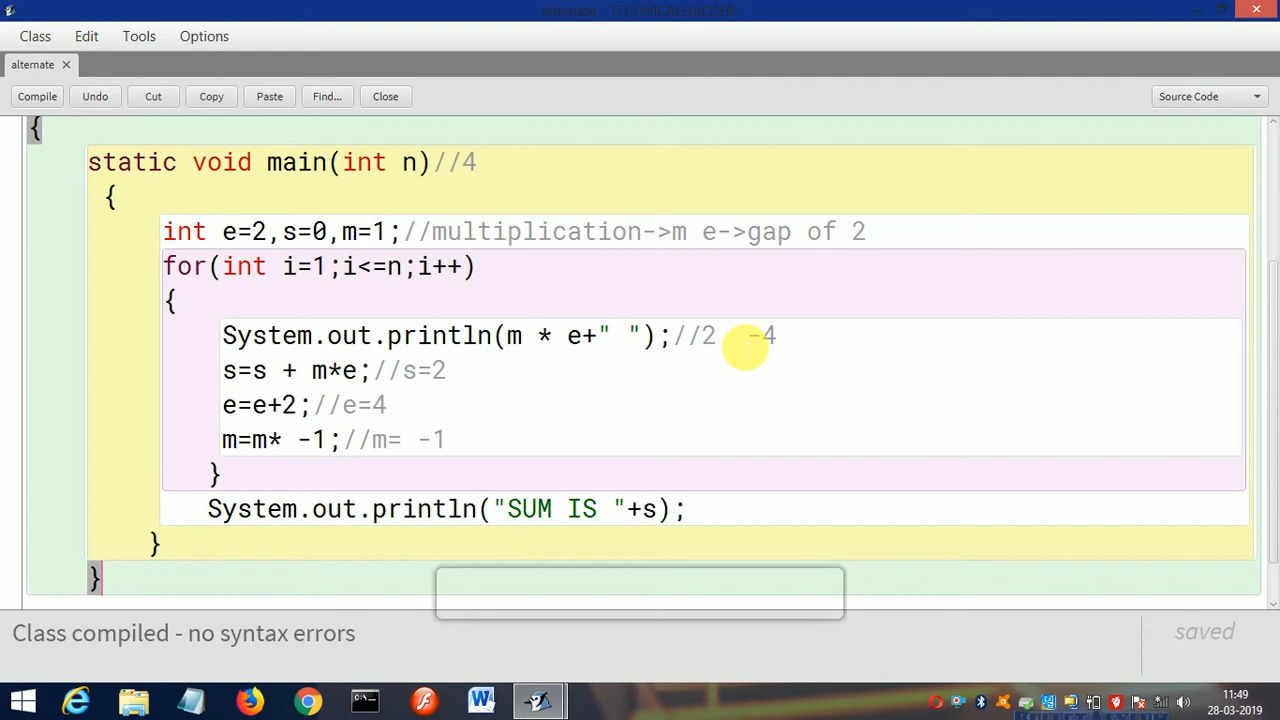 alternate - TECHNICALHACKER!..
Class Edit Tools Options
alternate ✕
Compile Undo Cut Copy Paste Find... Close Source Code
{
static void main(int n)//4
{
int e=2,s=0,m=1;//multiplication->m e->gap of 2
for(int i=1;i<=n;i++)
{
System.out.println(m * e+" ");//2 -4
s=s + m*e;//s=2
e=e+2;//e=4
m=m* -1;//m= -1
}
System.out.println("SUM IS "+s);
}
}
Class compiled - no syntax errors
saved
11:49
28-03-2019